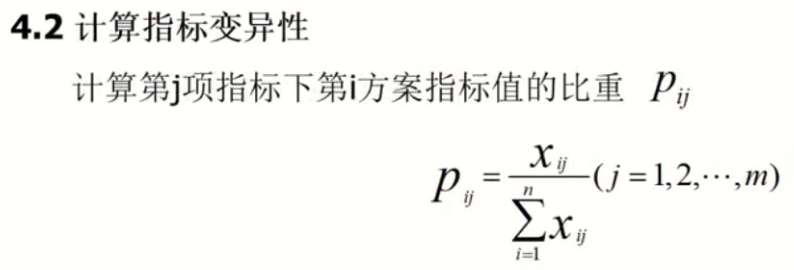 4.2 计算指标变异性
计算第j项指标下第i方案指标值的比重 p_{ij}
p_{ij} = \frac{x_{ij}}{\sum_{i=1}^{n} x_{ij}} (j = 1,2,⋯,m)